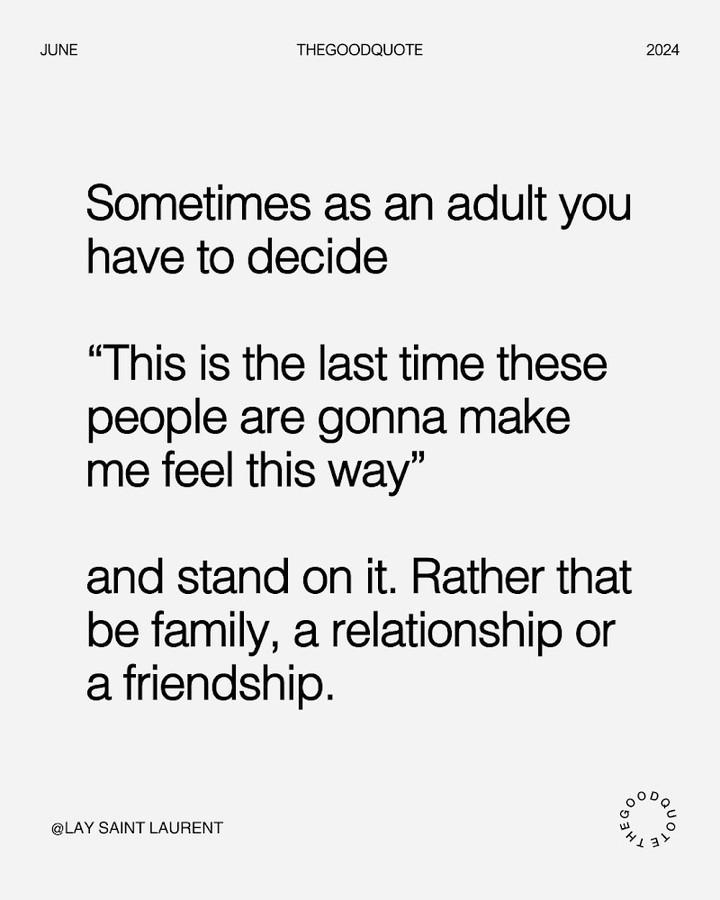 JUNE THEGOODQUOTE 2024
Sometimes as an adult you
have to decide
“This is the last time these
people are gonna make
me feel this way”
and stand on it. Rather that
be family, a relationship or
a friendship.
@LAY SAINT LAURENT
THEGOODQUOTE